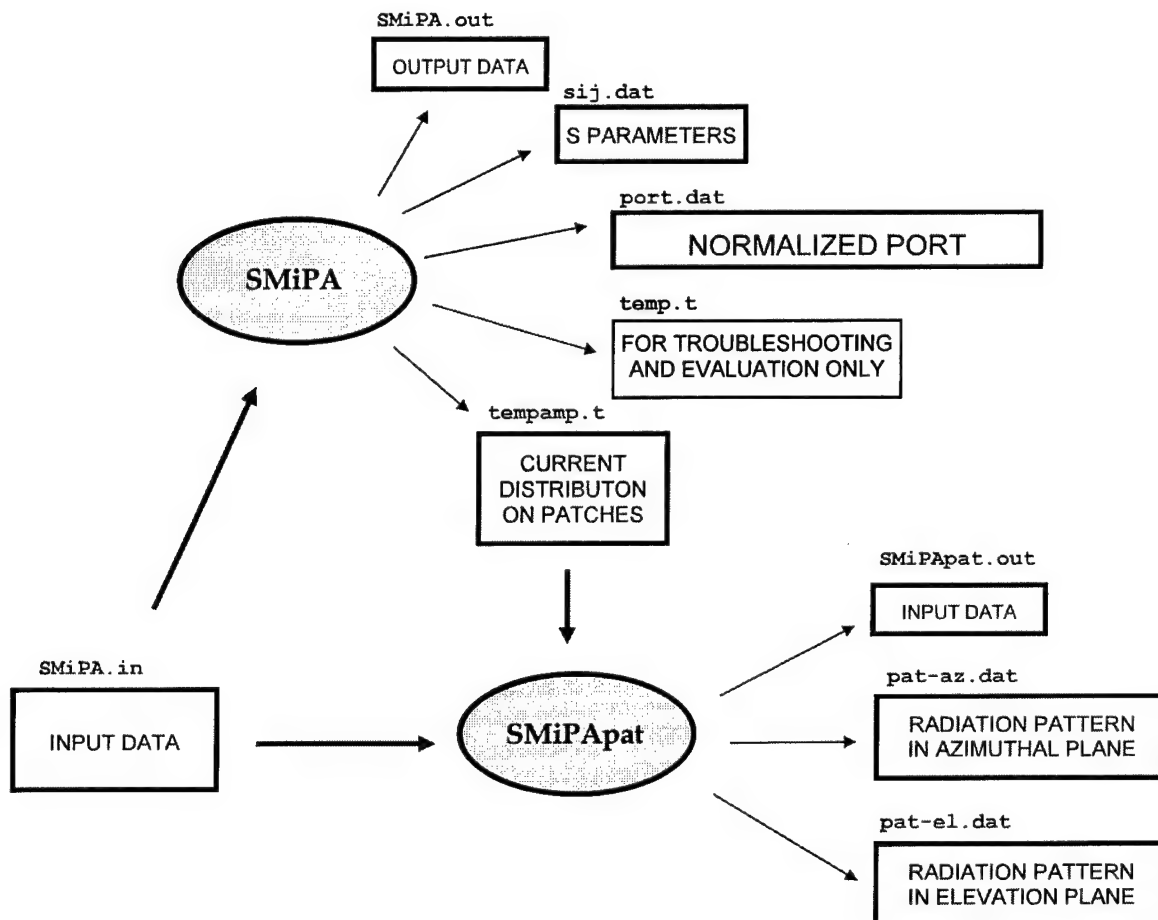 SMiPA.out
OUTPUT DATA
sij.dat
S PARAMETERS
port.dat
NORMALIZED PORT
SMiPA
temp.t
FOR TROUBLESHOOTING
AND EVALUATION ONLY
tempamp.t
CURRENT
DISTRIBUTON
ON PATCHES
SMiPApat.out
INPUT DATA
SMiPA.in
INPUT DATA
SMiPApat
pat-az.dat
RADIATION PATTERN
IN AZIMUTHAL PLANE
pat-el.dat
RADIATION PATTERN
IN ELEVATION PLANE